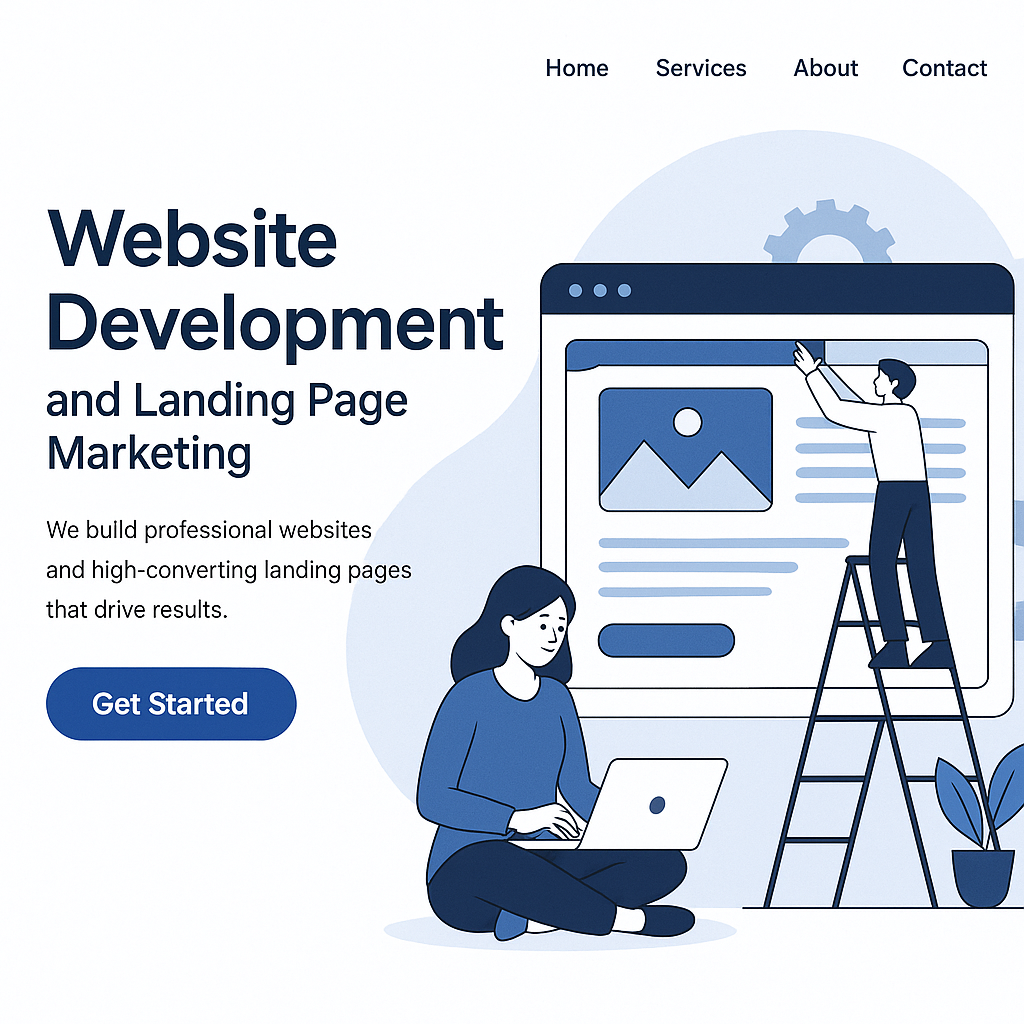 Home Services About Contact
Website
Development
and Landing Page
Marketing
We build professional websites
and high-converting landing pages
that drive results.
Get Started